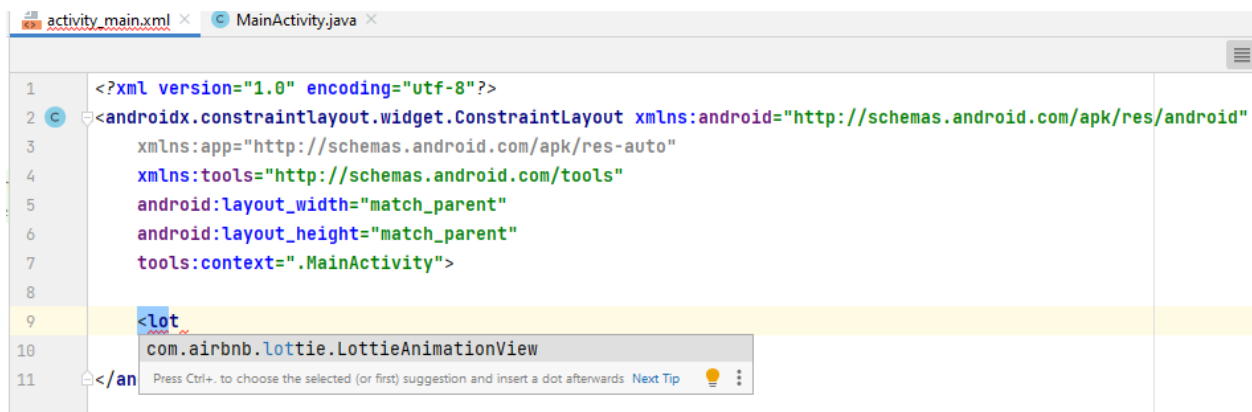 activity_main.xml × C MainActivity.java ×
1 <?xml version="1.0" encoding="utf-8"?>
2 C <androidx.constraintlayout.widget.ConstraintLayout xmlns:android="http://schemas.android.com/apk/res/android"
3 xmlns:app="http://schemas.android.com/apk/res-auto"
4 xmlns:tools="http://schemas.android.com/tools"
5 android:layout_width="match_parent"
6 android:layout_height="match_parent"
7 tools:context=".MainActivity">
8
9 <lot
10 com.airbnb.lottie.LottieAnimationView
11 </an Press Ctrl+. to choose the selected (or first) suggestion and insert a dot afterwards Next Tip